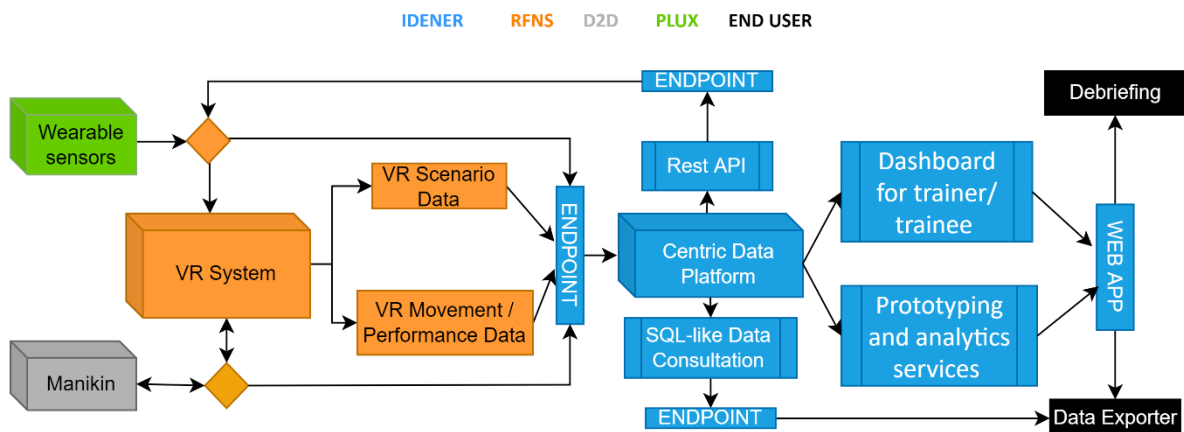 IDENER RFNS D2D PLUX END USER
ENDPOINT
Debriefing
Wearable
sensors
Rest API
Dashboard
for trainer/
trainee
VR Scenario
Data
ENDPOINT
WEB APP
VR System
Centric Data
Platform
VR Movement /
Performance Data
Prototyping
and analytics
services
SQL-like Data
Consultation
Manikin
ENDPOINT
Data Exporter